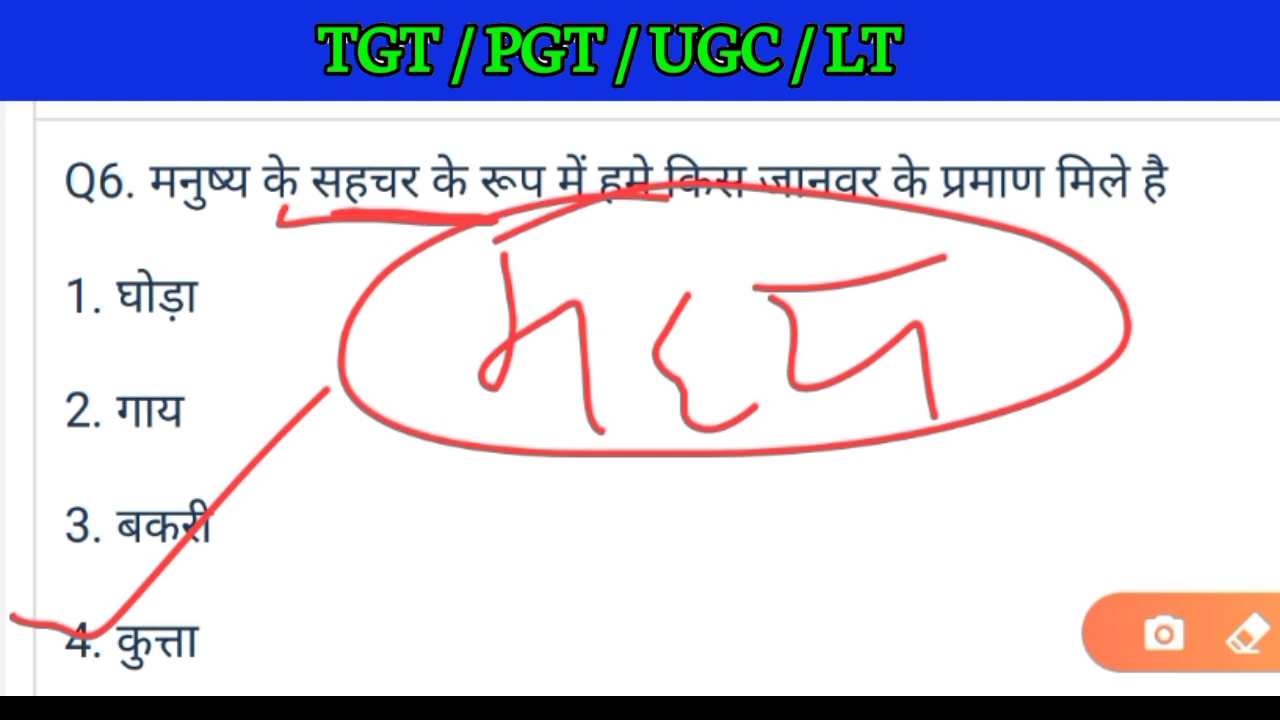 TGT / PGT / UGC / LT
Q6. मनुष्य के सहचर के रूप में हमे किस जानवर के प्रमाण मिले है
1. घोड़ा
2. गाय
3. बकरी
4. कुत्ता